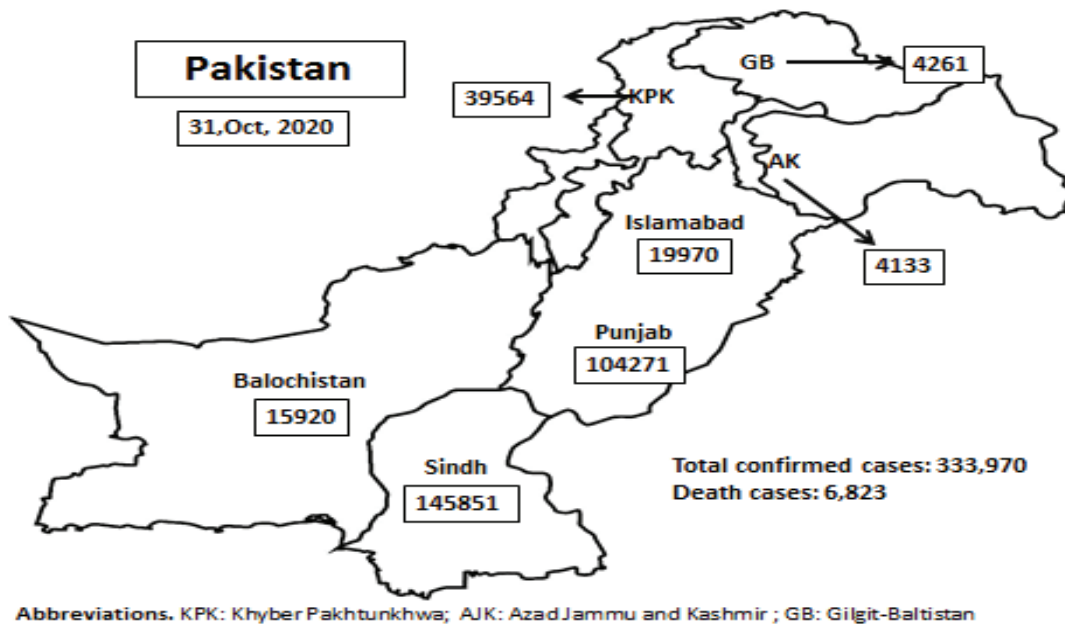 Pakistan
31,Oct, 2020
GB
4261
39564
KPK
AK
Islamabad
19970
4133
Punjab
104271
Balochistan
15920
Sindh
145851
Total confirmed cases: 333,970
Death cases: 6,823
Abbreviations. KPK: Khyber Pakhtunkhwa; AJK: Azad Jammu and Kashmir ; GB: Gilgit-Baltistan